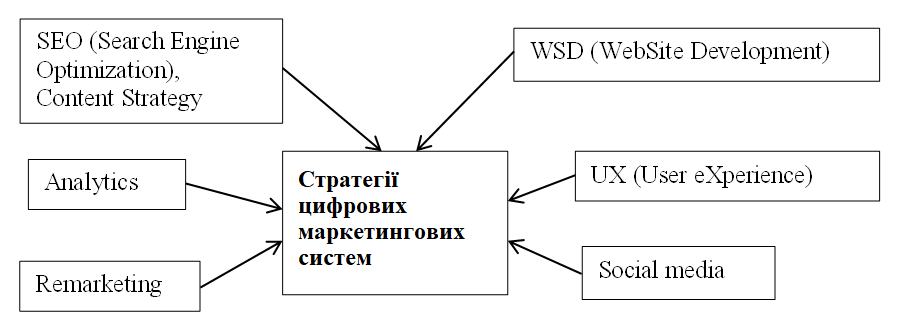 SEO (Search Engine
Optimization),
Content Strategy
WSD (WebSite Development)
Analytics
Стратегії
цифрових
маркетингових
систем
UX (User eXperience)
Remarketing
Social media